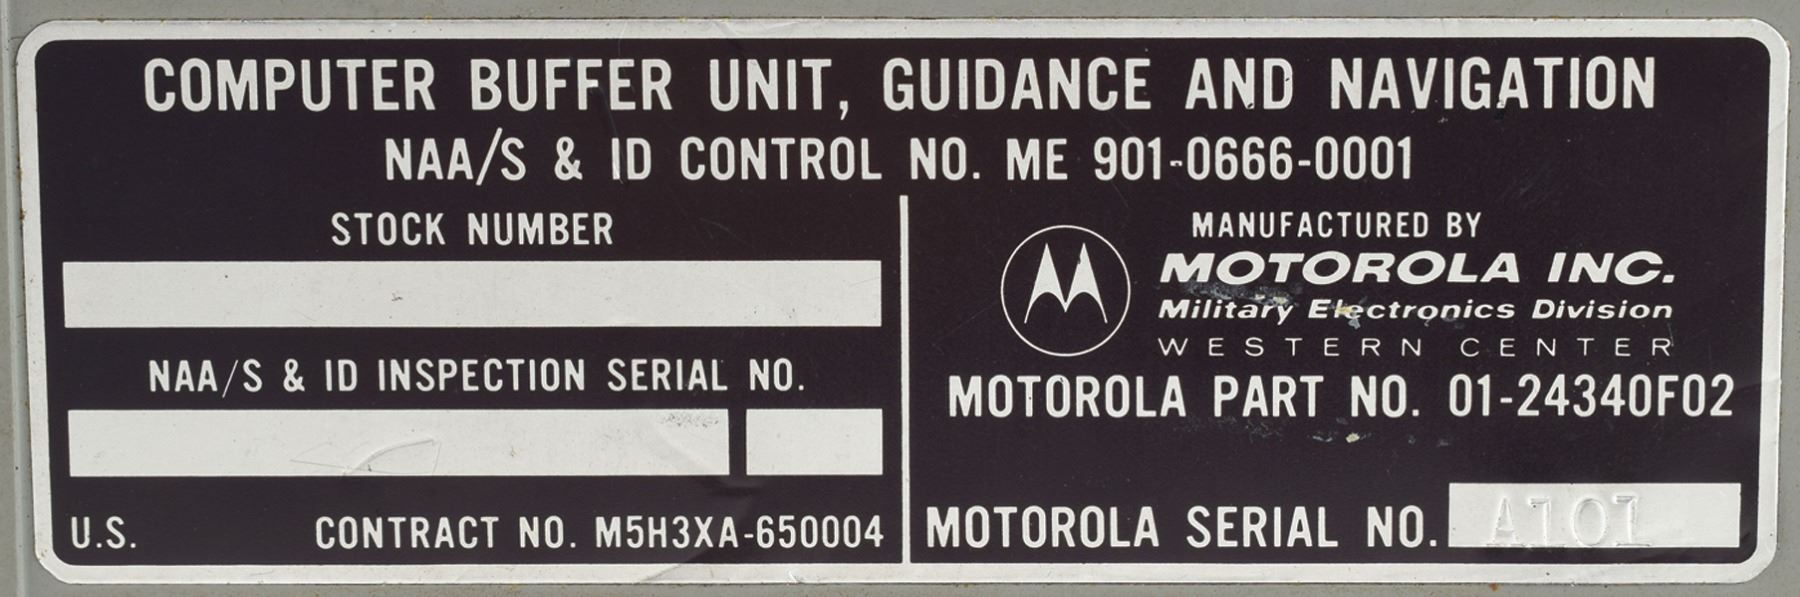 COMPUTER BUFFER UNIT, GUIDANCE AND NAVIGATION
NAA/S & ID CONTROL NO. ME 901-0666-0001
STOCK NUMBER
NAA/S & ID INSPECTION SERIAL NO.
U.S. CONTRACT NO. M5H3XA-650004
MANUFACTURED BY
MOTOROLA INC.
Military Electronics Division
WESTERN CENTER
MOTOROLA PART NO. 01-24340F02
MOTOROLA SERIAL NO. A101